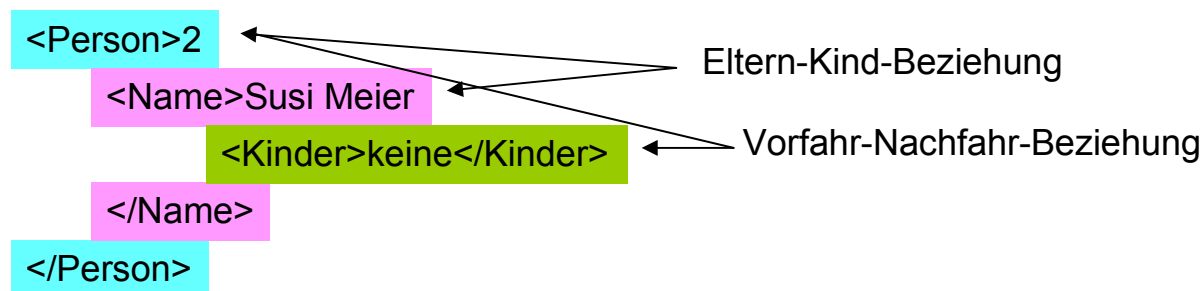 <Person>2
Eltern-Kind-Beziehung
<Name>Susi Meier
<Kinder>keine</Kinder>
Vorfahr-Nachfahr-Beziehung
</Name>
</Person>